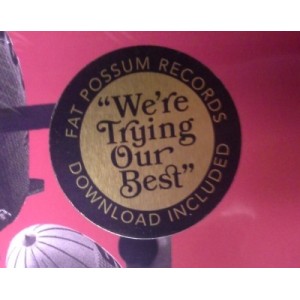 FAT POSSUM RECORDS
"We're
Trying
Our
Best"
DOWNLOAD INCLUDED